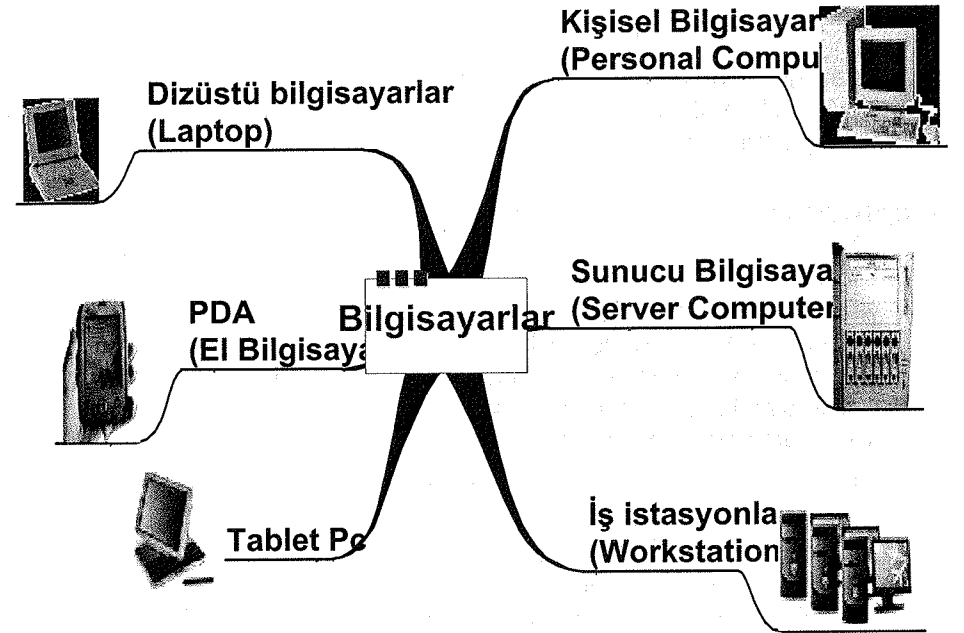 Kişisel Bilgisayar
(Personal Compu
Dizüstü bilgisayarlar
(Laptop)
Sunucu Bilgisaya
(Server Computer
PDA
(El Bilgisaya
Bilgisayarlar
İş istasyonla
(Workstation
Tablet Pc